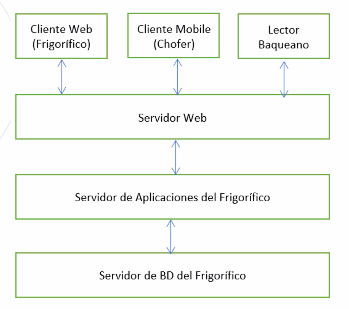 Cliente Web
(Frigorífico)
Cliente Mobile
(Chofer)
Lector
Baqueano
Servidor Web
Servidor de Aplicaciones del Frigorífico
Servidor de BD del Frigorífico